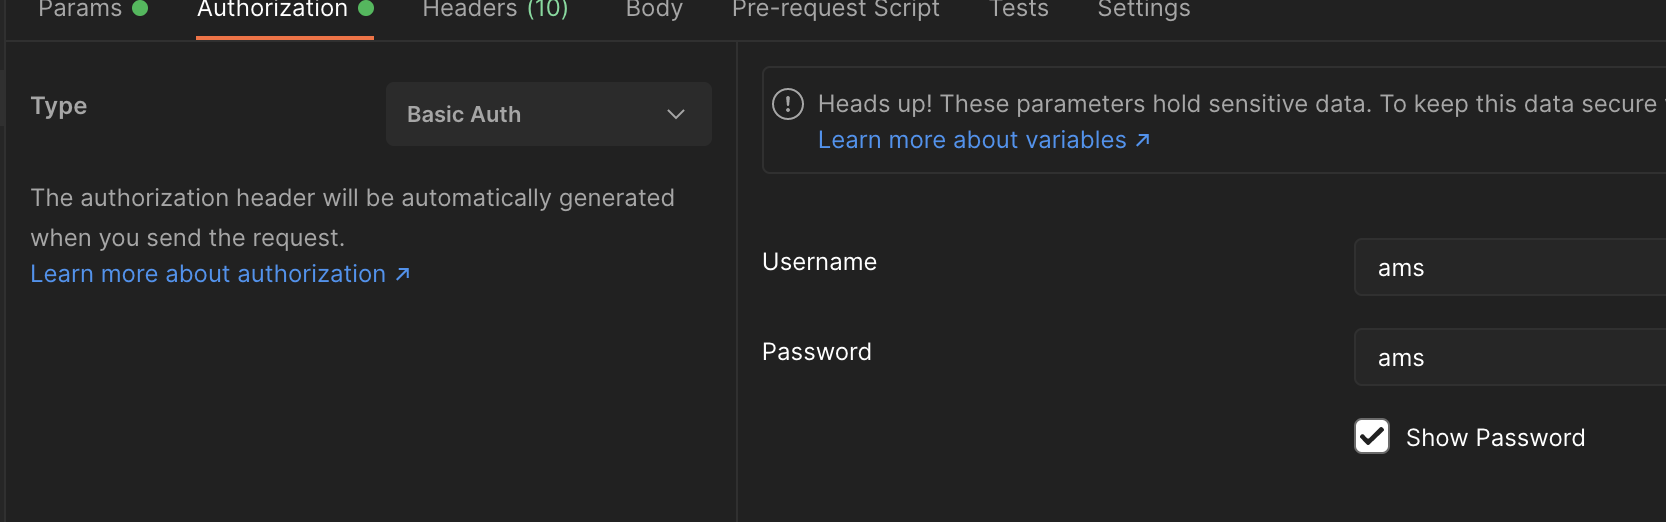 Params Authorization Headers (10) Body Pre-request Script Tests Settings
Type
Basic Auth
The authorization header will be automatically generated
when you send the request.
Learn more about authorization ↗
Heads up! These parameters hold sensitive data. To keep this data secure
Learn more about variables ↗
Username
ams
Password
ams
Show Password